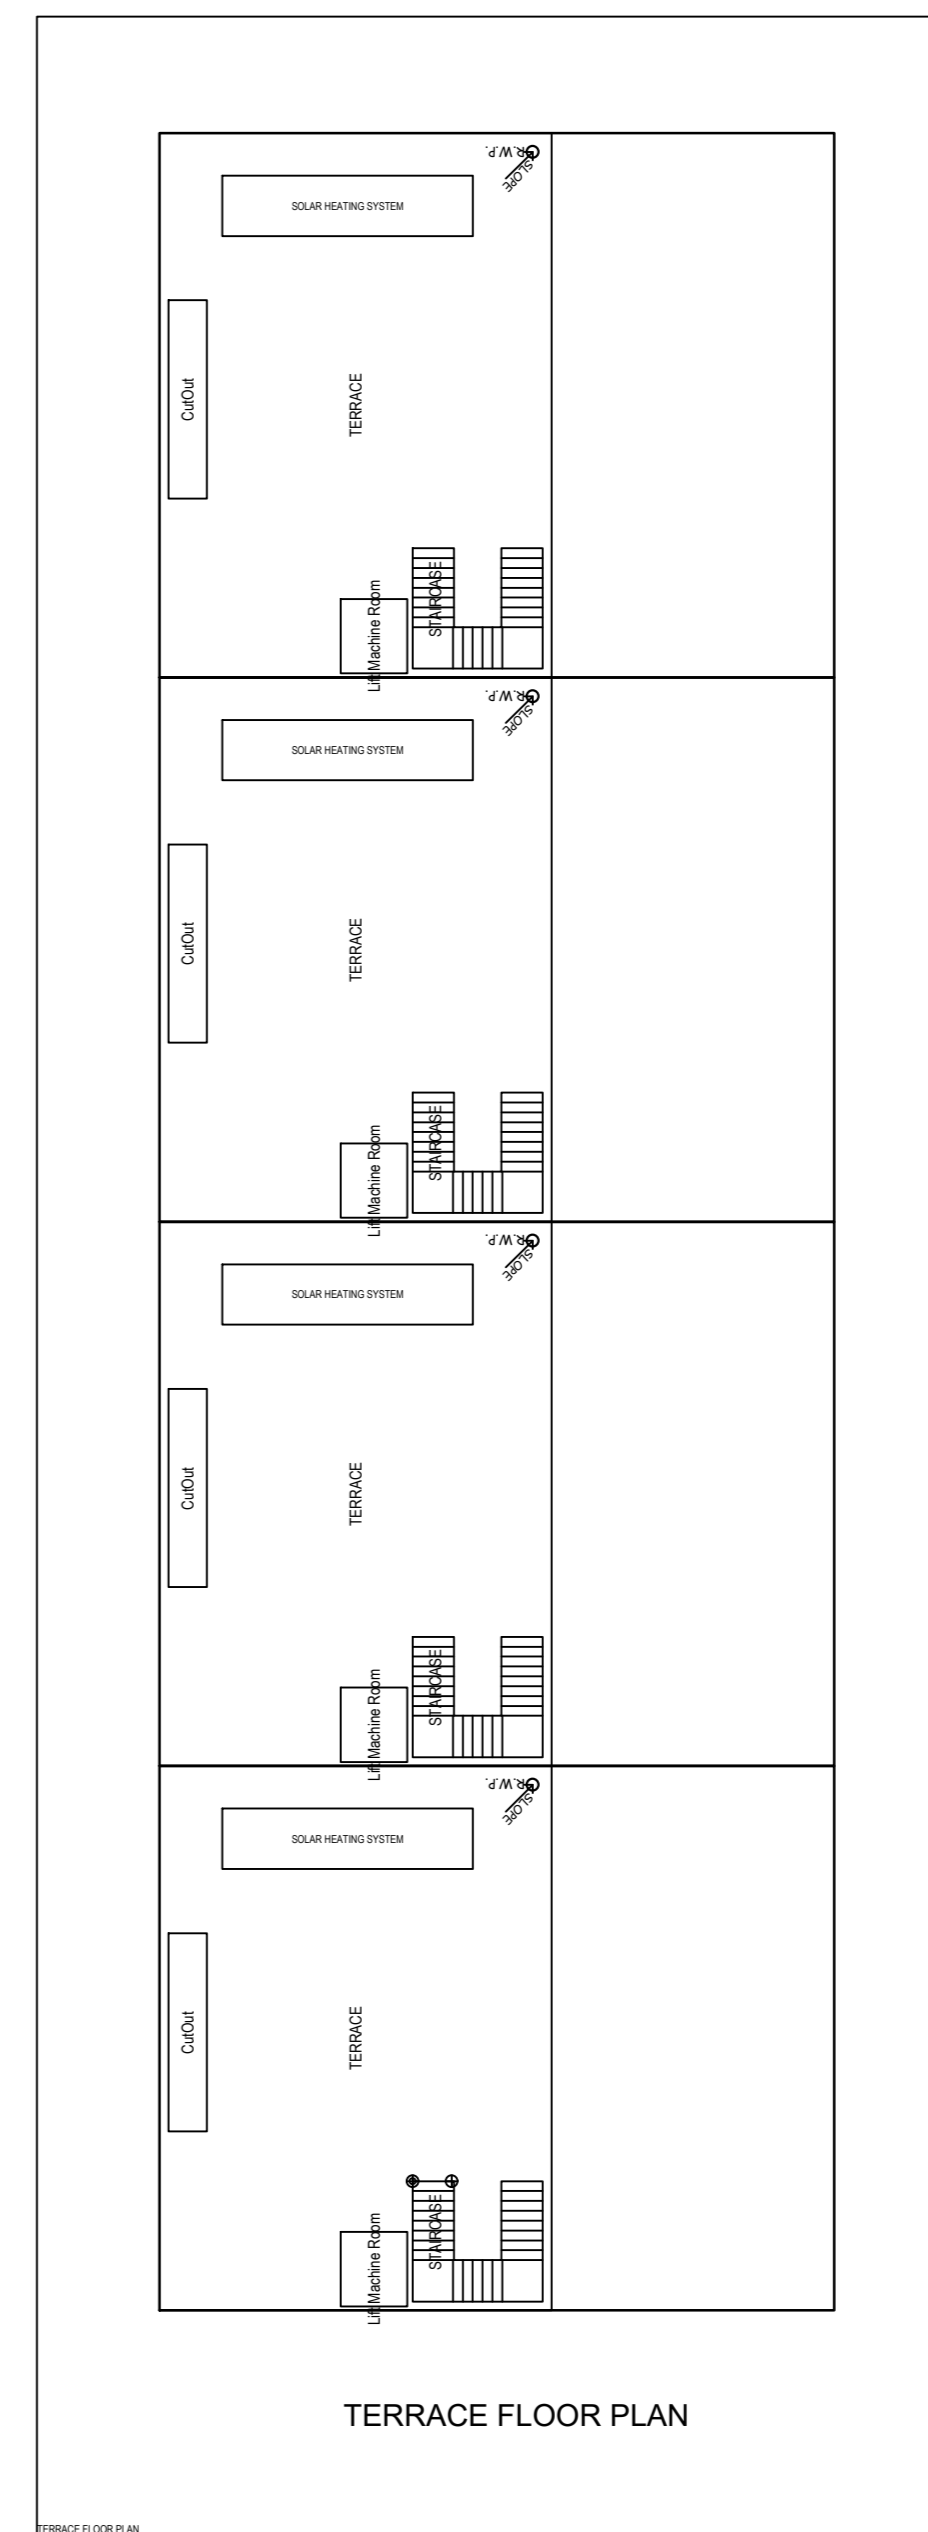 R.W.P.
SLOPE
SOLAR HEATING SYSTEM
CutOut
TERRACE
STAIRCASE
Lift Machine Room
R.W.P.
SLOPE
SOLAR HEATING SYSTEM
CutOut
TERRACE
STAIRCASE
Lift Machine Room
R.W.P.
SLOPE
SOLAR HEATING SYSTEM
CutOut
TERRACE
STAIRCASE
Lift Machine Room
R.W.P.
SLOPE
SOLAR HEATING SYSTEM
CutOut
TERRACE
STAIRCASE
Lift Machine Room
TERRACE FLOOR PLAN
TERRACE FLOOR PLAN